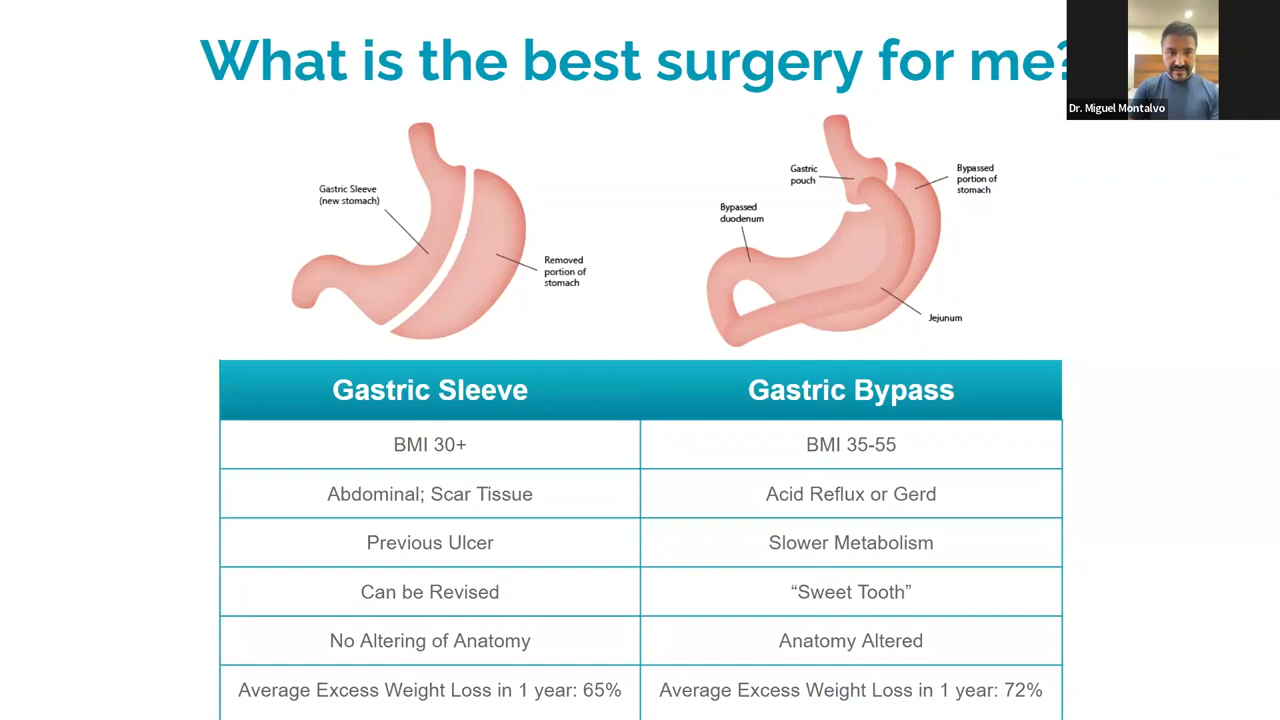 What is the best surgery for me?
Dr. Miguel Montalvo
Gastric Sleeve
(new stomach)
Removed
portion of
stomach
Gastric
pouch
Bypassed
duodenum
Bypassed
portion of
stomach
Jejunum
Gastric Sleeve Gastric Bypass
BMI 30+ BMI 35-55
Abdominal; Scar Tissue Acid Reflux or Gerd
Previous Ulcer Slower Metabolism
Can be Revised “Sweet Tooth”
No Altering of Anatomy Anatomy Altered
Average Excess Weight Loss in 1 year: 65% Average Excess Weight Loss in 1 year: 72%